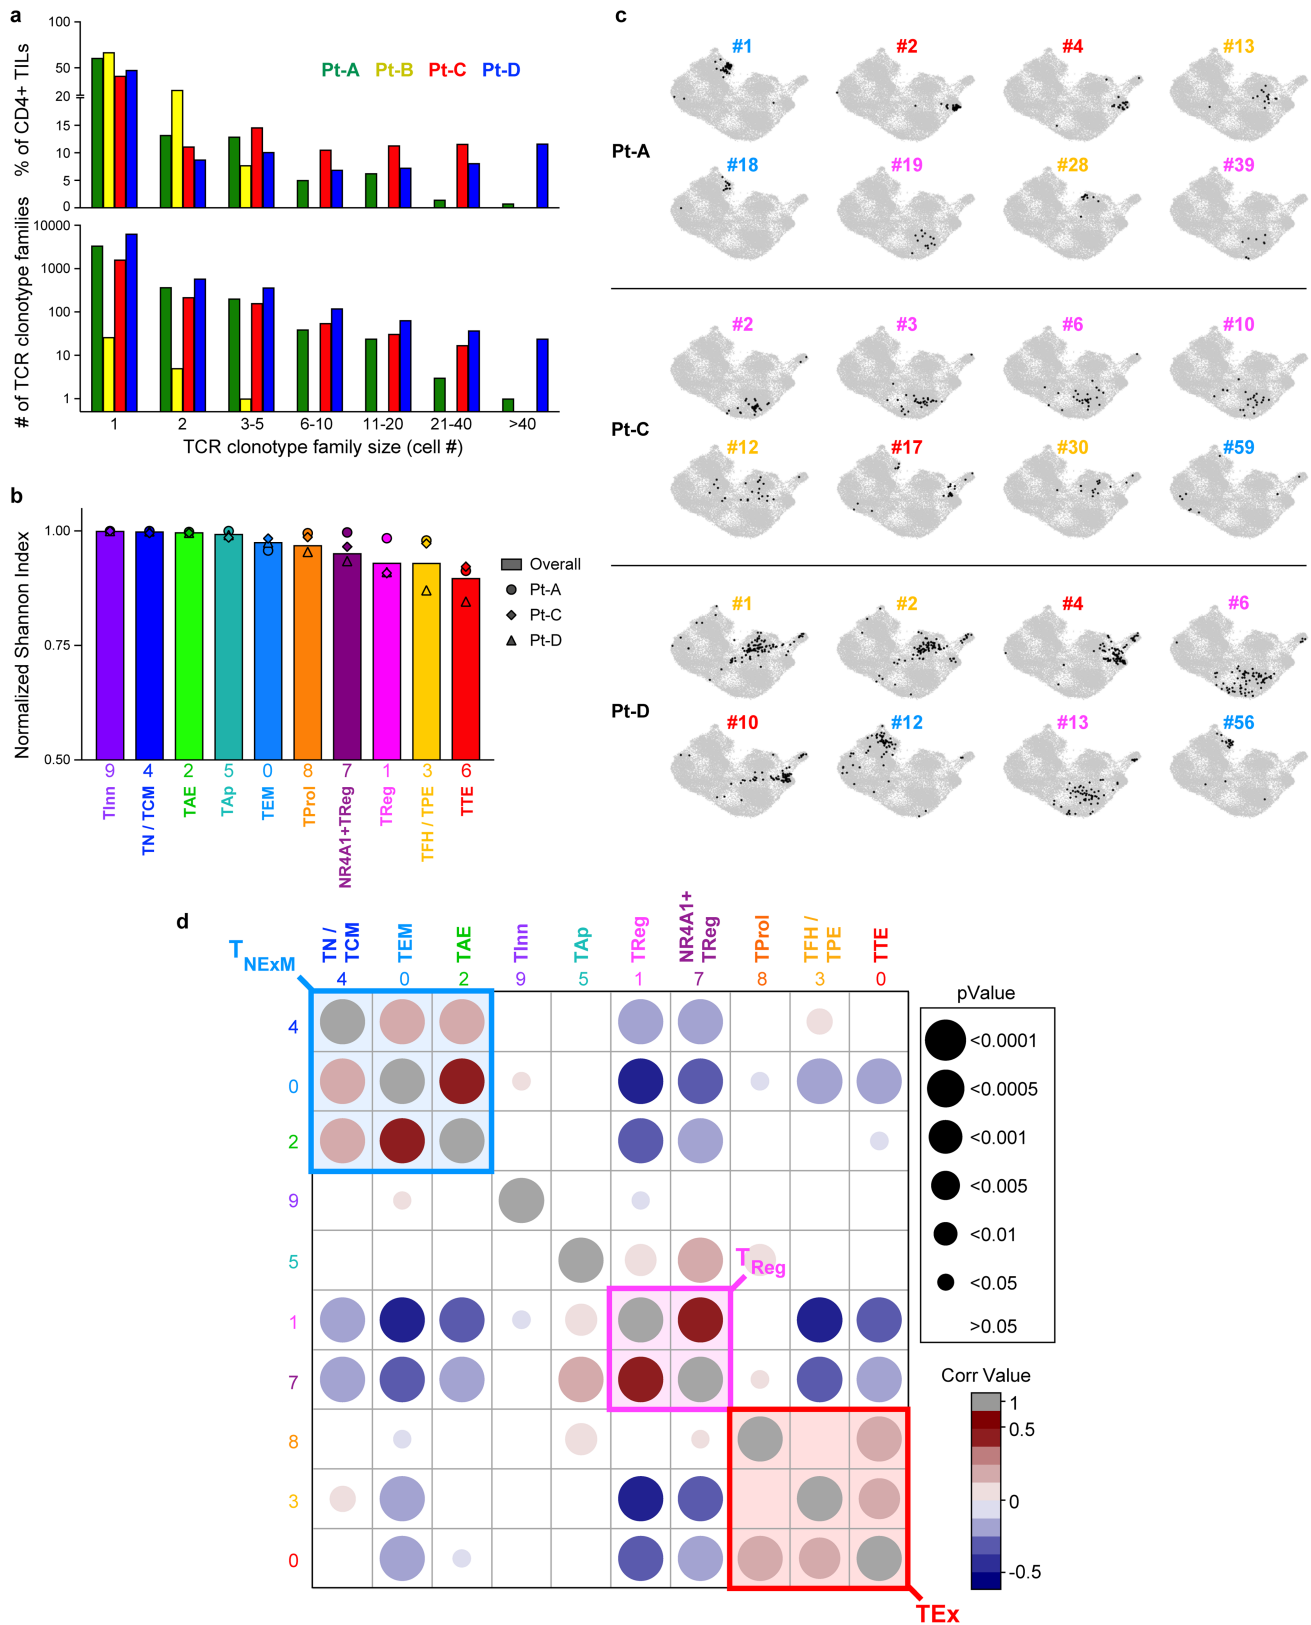 a
% of CD4+ TILs
100
50
20
15
10
5
0
Pt-A Pt-B Pt-C Pt-D
# of TCR clonotype families
10000
1000
100
10
1
1 2 3-5 6-10 11-20 21-40 >40
TCR clonotype family size (cell #)
b
Normalized Shannon Index
1.00
0.75
0.50
9 4 2 5 0 8 7 1 3 6
TInn
TN / TCM
TAE
TAp
TEM
TProl
NR4A1+TReg
TReg
TFH / TPE
TTE
Overall
Pt-A
Pt-C
Pt-D
c
Pt-A
#1 #2 #4 #13
#18 #19 #28 #39
Pt-C
#2 #3 #6 #10
#12 #17 #30 #59
Pt-D
#1 #2 #4 #6
#10 #12 #13 #56
d
TNExM
TN /
TCM
TEM
TAE
TInn
TAp
TReg
NR4A1+
TReg
TProl
TFH /
TPE
TTE
4 0 2 9 5 1 7 8 3 0
4
0
2
9
5
1
7
8
3
0
TReg
TEx
pValue
<0.0001
<0.0005
<0.001
<0.005
<0.01
<0.05
>0.05
Corr Value
1
0.5
0
-0.5